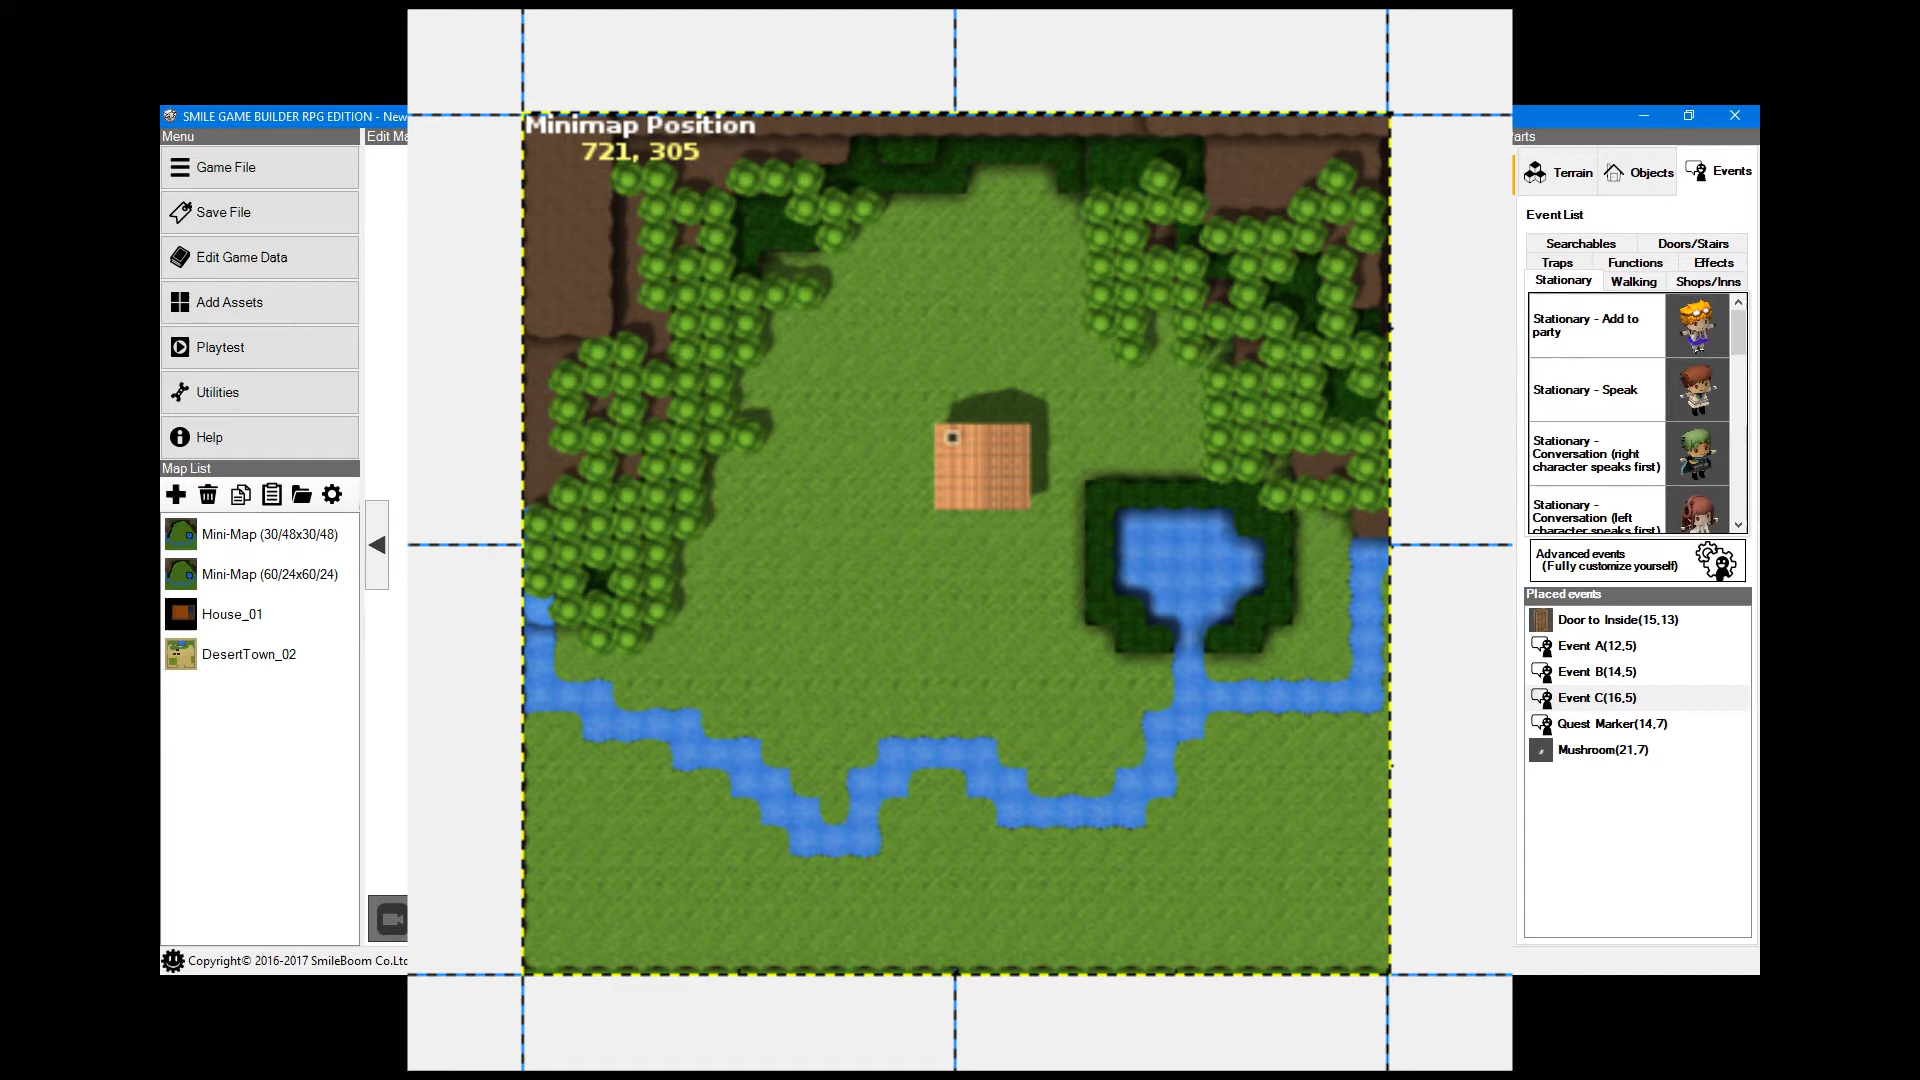 SMILE GAME BUILDER RPG EDITION - New
Menu
Edit Ma
Game File
Save File
Edit Game Data
Add Assets
Playtest
Utilities
Help
Map List
Mini-Map (30/48x30/48)
Mini-Map (60/24x60/24)
House_01
DesertTown_02
Copyright© 2016-2017 SmileBoom Co.Ltd
Minimap Position
721, 305
arts
Terrain
Objects
Events
Event List
Searchables
Doors/Stairs
Traps
Functions
Effects
Stationary
Walking
Shops/Inns
Stationary - Add to
party
Stationary - Speak
Stationary -
Conversation (right
character speaks first)
Stationary -
Conversation (left
character speaks first)
Advanced events
(Fully customize yourself)
Placed events
Door to Inside(15,13)
Event A(12,5)
Event B(14,5)
Event C(16,5)
Quest Marker(14,7)
Mushroom(21,7)